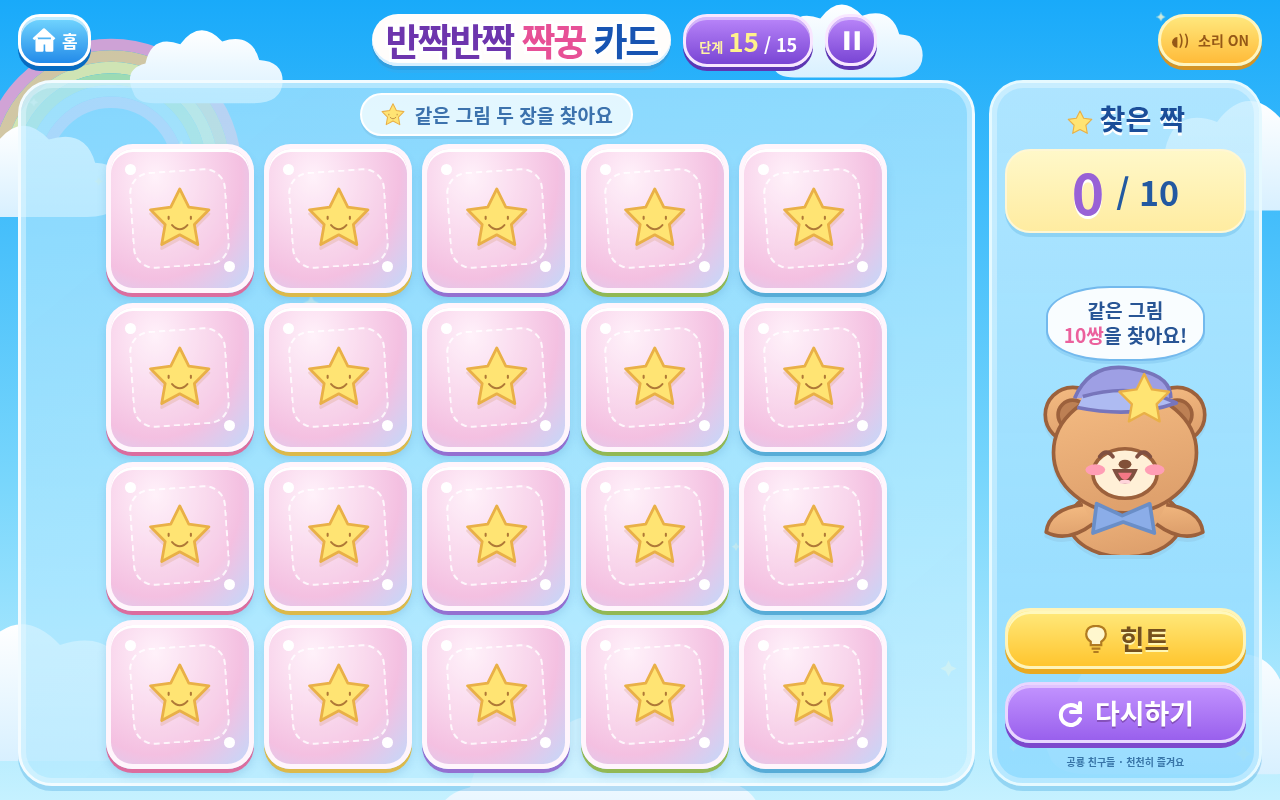 홈
반짝반짝 짝꿍 카드
단계 15 / 15
소리 ON
같은 그림 두 장을 찾아요
찾은 짝
0 / 10
같은 그림
10쌍을 찾아요!
힌트
다시하기
공룡 친구들 · 천천히 즐겨요